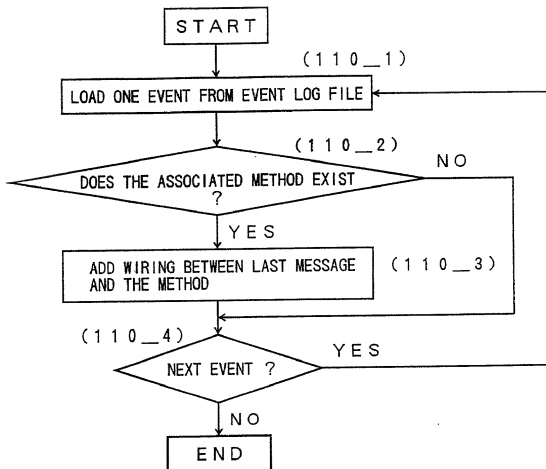 START
(110_1)
LOAD ONE EVENT FROM EVENT LOG FILE
(110_2)
NO
DOES THE ASSOCIATED METHOD EXIST
?
YES
ADD WIRING BETWEEN LAST MESSAGE
AND THE METHOD
(110_3)
(110_4)
YES
NEXT EVENT ?
NO
END